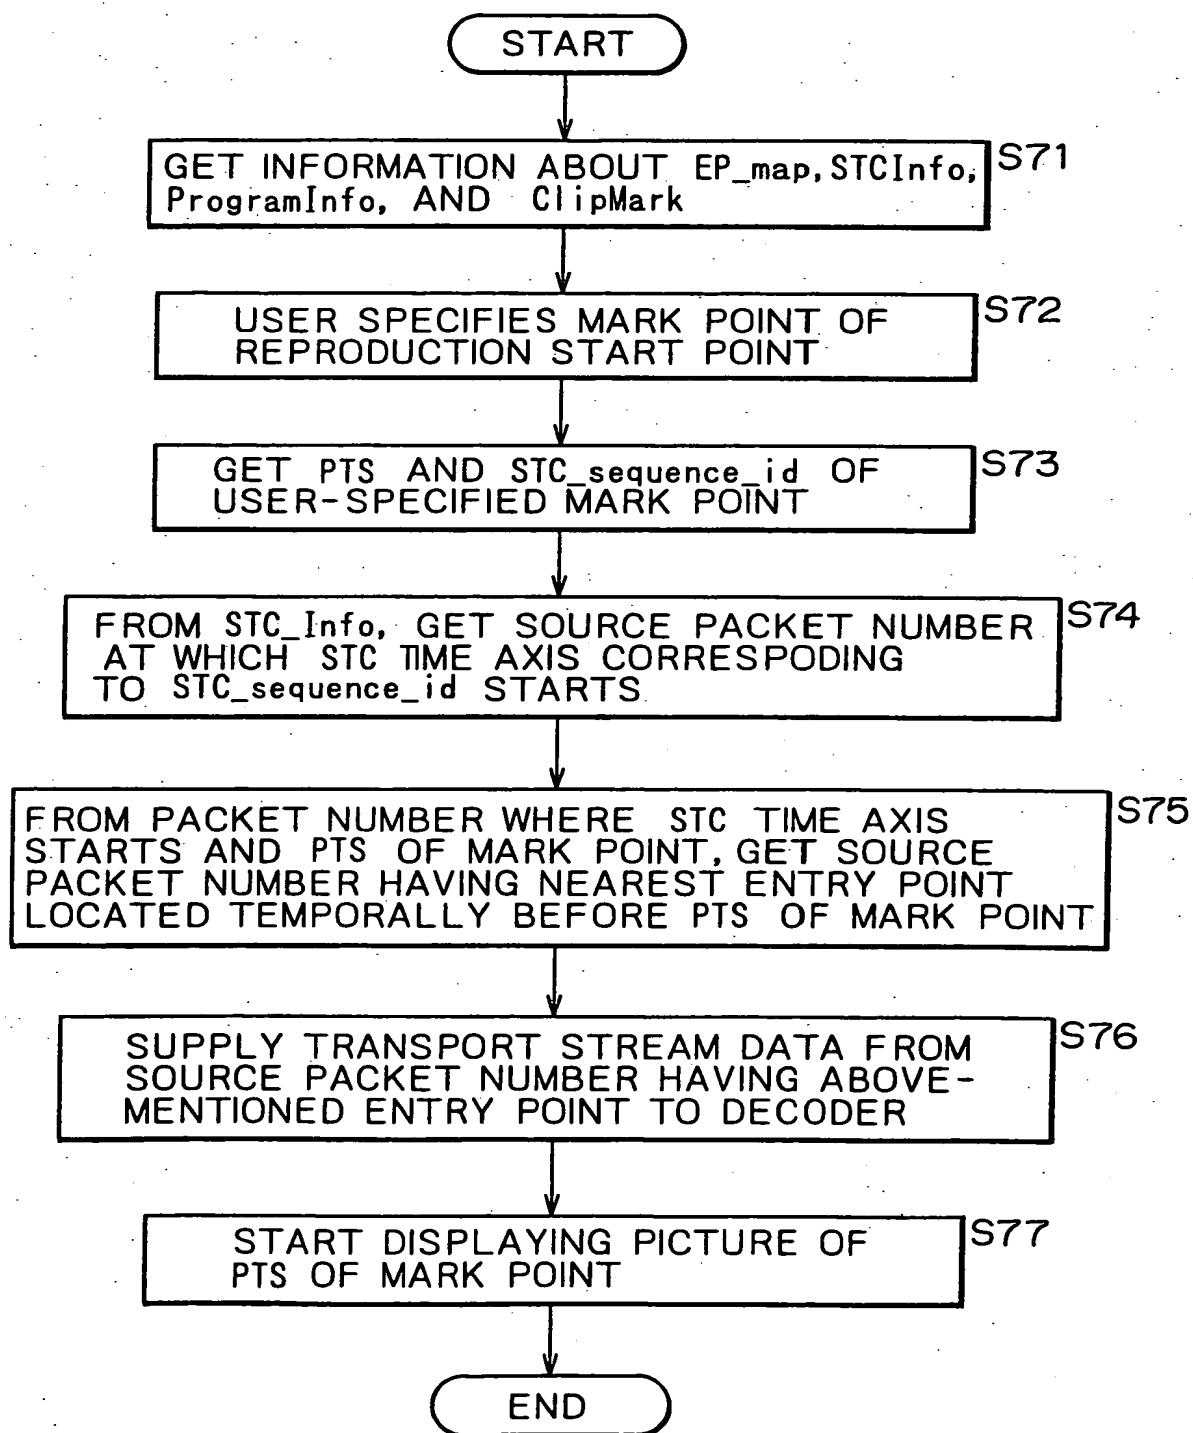 START
GET INFORMATION ABOUT EP_map, STCInfo,
ProgramInfo, AND ClipMark
S71
USER SPECIFIES MARK POINT OF
REPRODUCTION START POINT
S72
GET PTS AND STC_sequence_id OF
USER-SPECIFIED MARK POINT
S73
FROM STC_Info, GET SOURCE PACKET NUMBER
AT WHICH STC TIME AXIS CORRESPODING
TO STC_sequence_id STARTS
S74
FROM PACKET NUMBER WHERE STC TIME AXIS
STARTS AND PTS OF MARK POINT, GET SOURCE
PACKET NUMBER HAVING NEAREST ENTRY POINT
LOCATED TEMPORALLY BEFORE PTS OF MARK POINT
S75
SUPPLY TRANSPORT STREAM DATA FROM
SOURCE PACKET NUMBER HAVING ABOVE-
MENTIONED ENTRY POINT TO DECODER
S76
START DISPLAYING PICTURE OF
PTS OF MARK POINT
S77
END